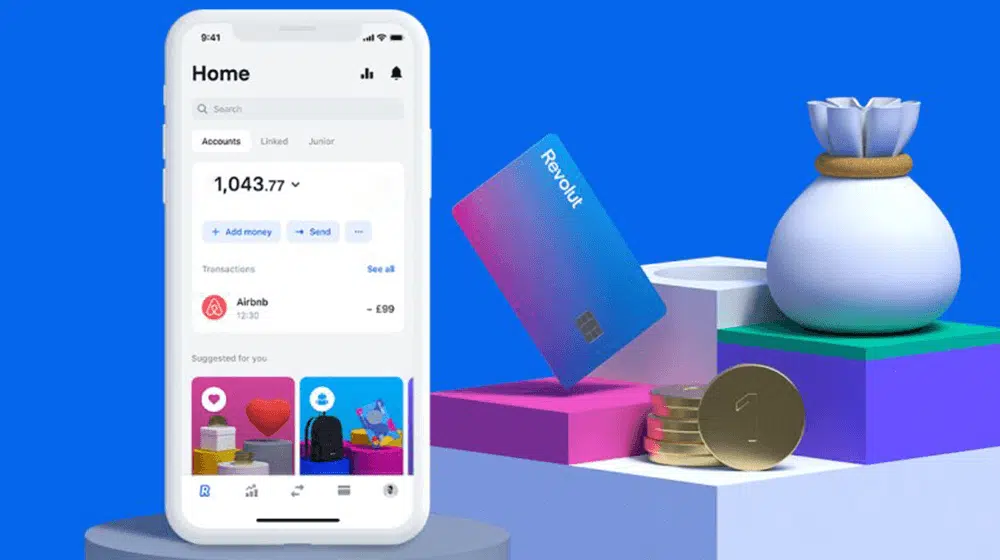 9:41
Home
Search
Accounts Linked Junior
1,043.77
+ Add money → Send ...
Transactions See all
Airbnb
12:30
- £99
Suggested for you
R
Revolut
1